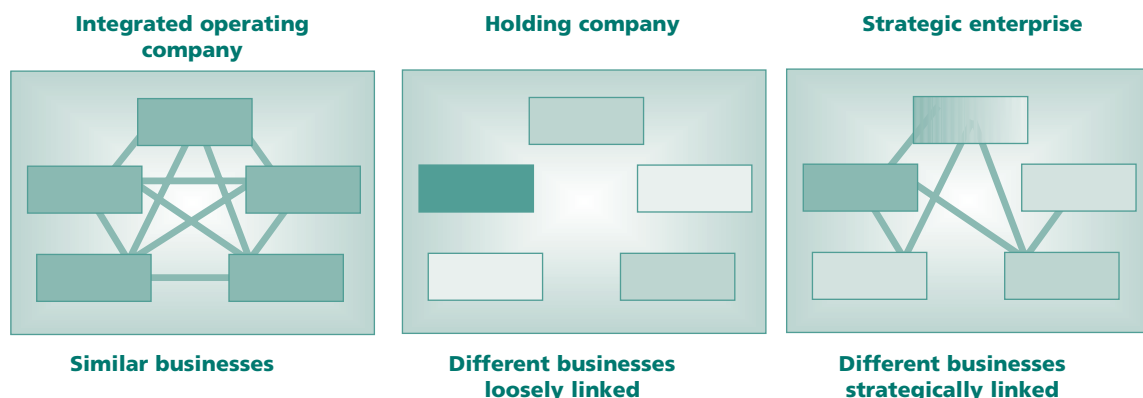 Integrated operating
company
Holding company
Strategic enterprise
Similar businesses
Different businesses
loosely linked
Different businesses
strategically linked